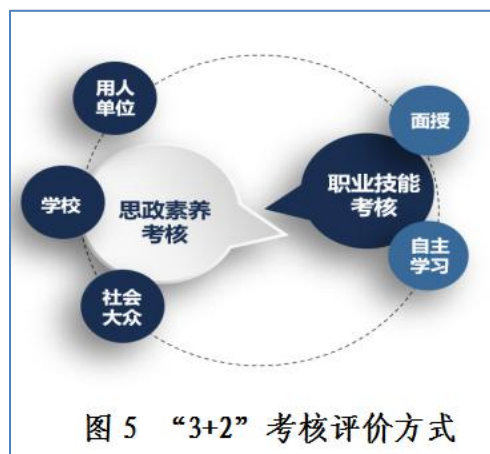 用人
单位
学校
社会
大众
思政素养
考核
职业技能
考核
面授
自主
学习
图 5 “3+2”考核评价方式